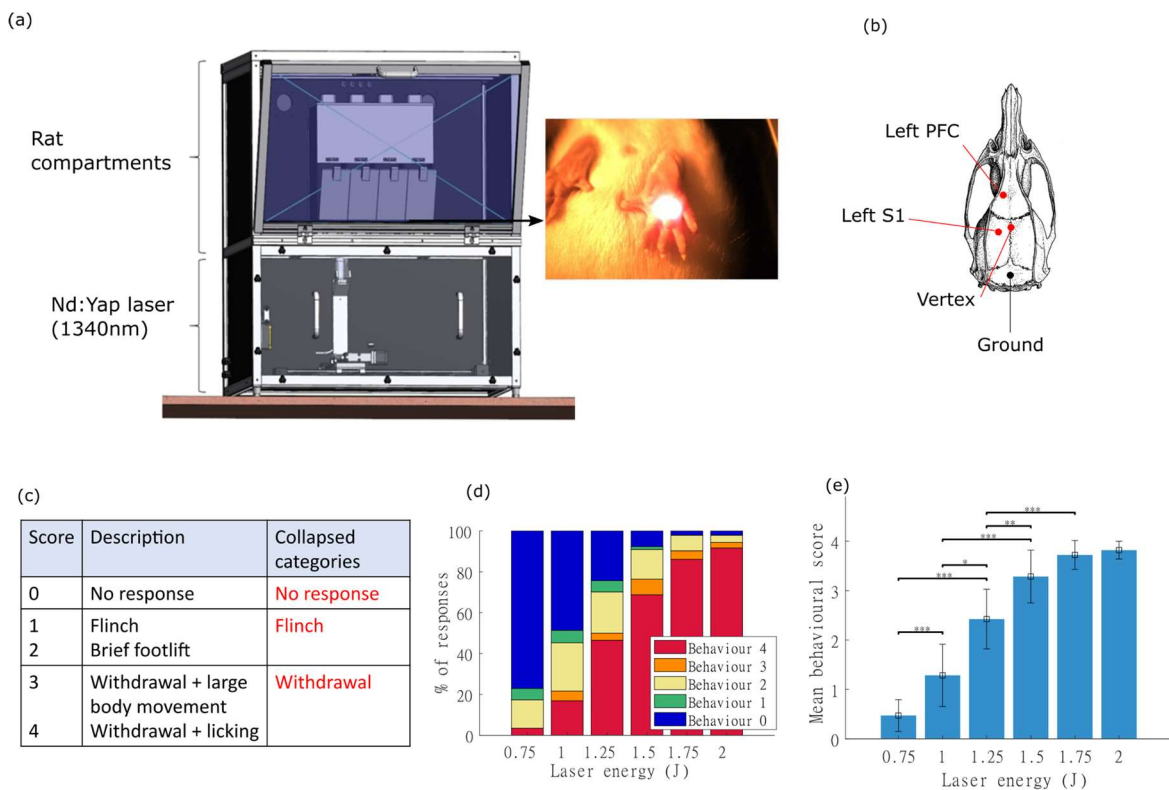 (a)
Rat
compartments
Nd:Yap laser
(1340nm)
(b)
Left PFC
Left S1
Vertex
Ground
(c)
Score Description Collapsed
categories
0 No response No response
1 Flinch Flinch
2 Brief footlift
3 Withdrawal + large Withdrawal
body movement
4 Withdrawal + licking
(d)
% of responses
100
80
60
40
20
0
Behaviour 4
Behaviour 3
Behaviour 2
Behaviour 1
Behaviour 0
0.75 1 1.25 1.5 1.75 2
Laser energy (J)
(e)
Mean behavioural score
4
3
2
1
0
***
**
***
*
***
***
0.75 1 1.25 1.5 1.75 2
Laser energy (J)